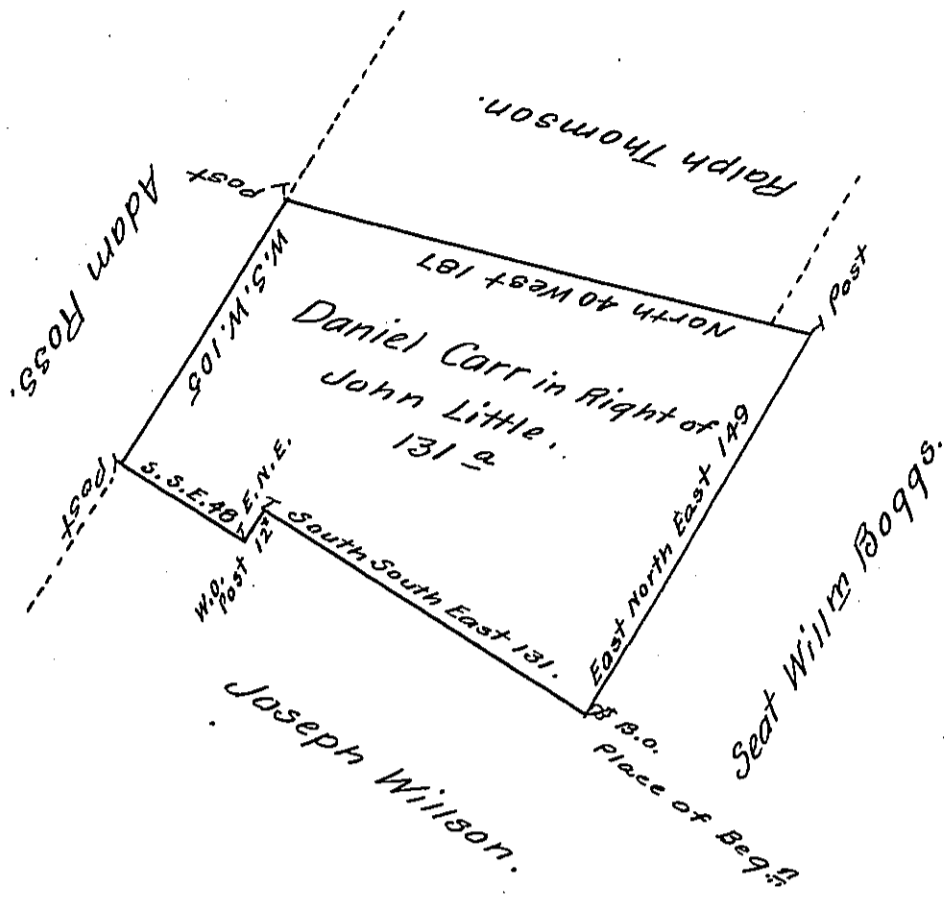 Ralph Thomson.
Adam Ross.
Post
Post
North 40 West 187
W.S.W. 105
Daniel Carr in Right of
John Little.
131 a
Post
East North East 149
S.S.E. 48
E.N.E.
12
W.O.
Post
South South East 131.
Post
B.O.
Place of Beg.n
Seat Willm Boggs.
Joseph Willson.